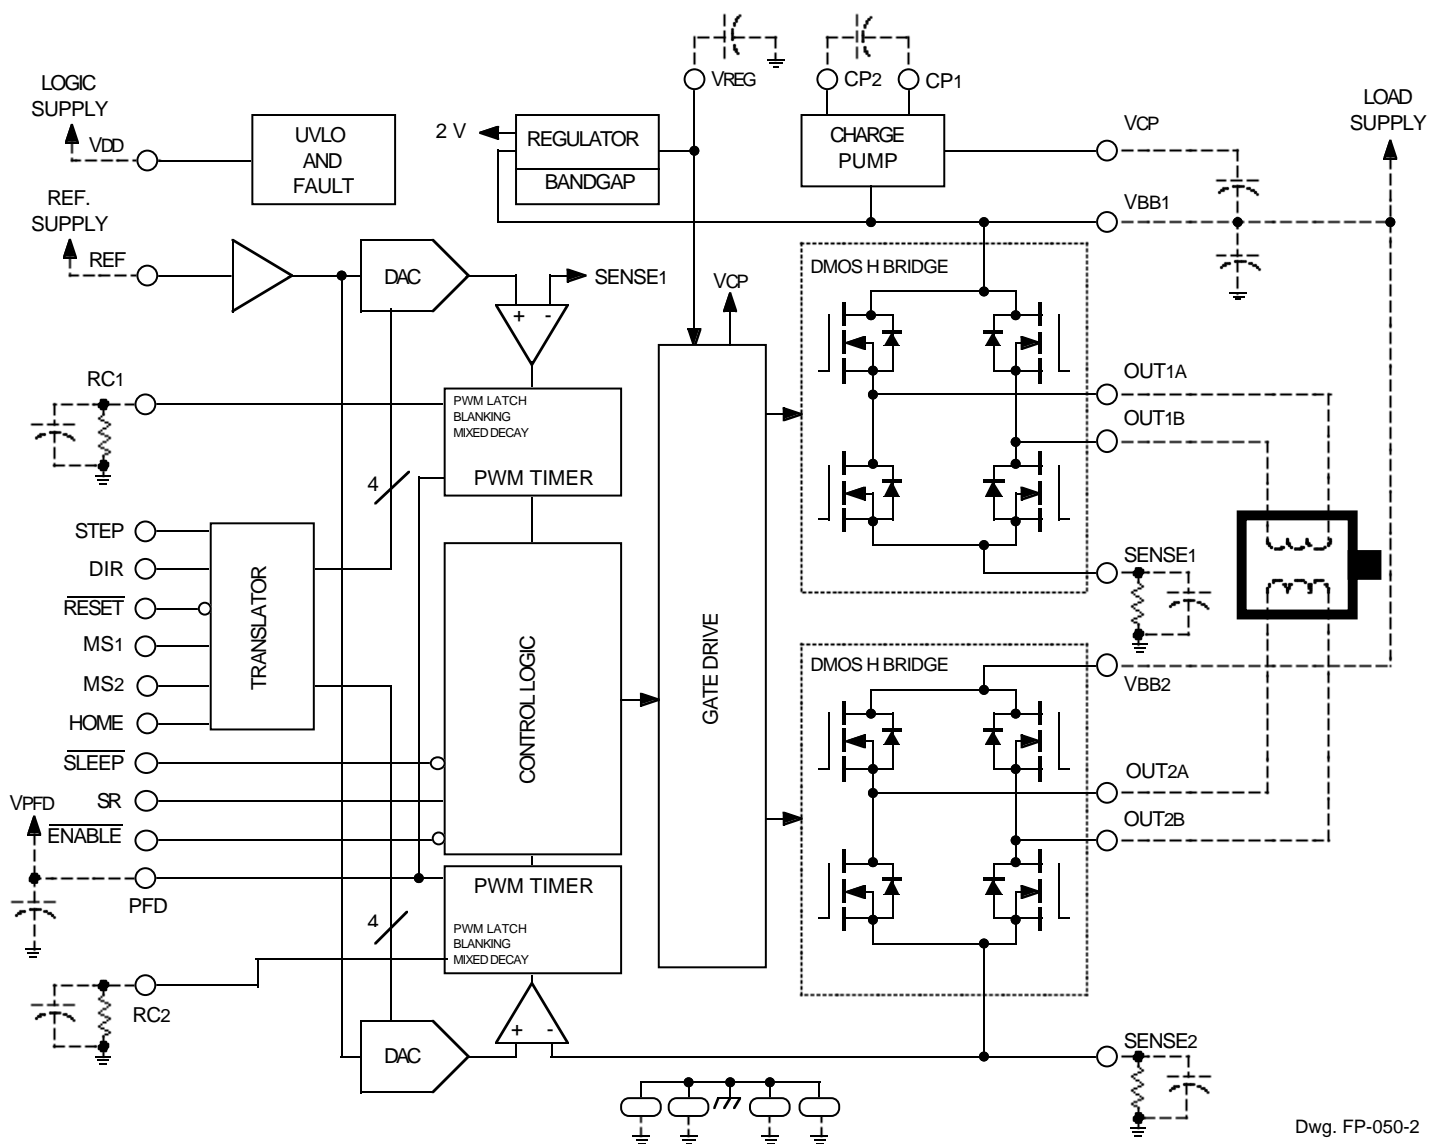 LOGIC
SUPPLY
VDD
UVLO
AND
FAULT
2 V
REGULATOR
BANDGAP
VREG
CP2
CP1
CHARGE
PUMP
VCP
LOAD
SUPPLY
VBB1
REF.
SUPPLY
REF
DAC
+
-
SENSE1
VCP
DMOS H BRIDGE
RC1
PWM LATCH
BLANKING
MIXED DECAY
PWM TIMER
4
OUT1A
OUT1B
STEP
DIR
RESET
MS1
MS2
HOME
SLEEP
SR
ENABLE
VPFD
PFD
TRANSLATOR
CONTROL LOGIC
GATE DRIVE
SENSE1
DMOS H BRIDGE
VBB2
OUT2A
OUT2B
PWM TIMER
PWM LATCH
BLANKING
MIXED DECAY
4
RC2
DAC
+
-
SENSE2
Dwg. FP-050-2